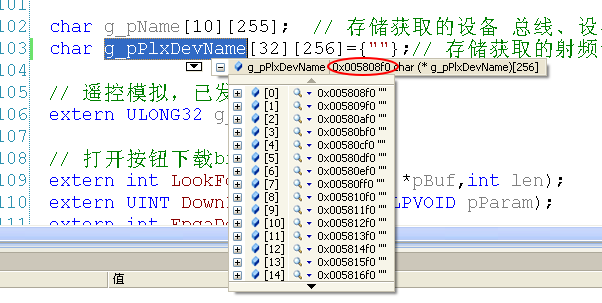 102 char g_pName[10][255]; // 存储获取的设备 总线、设
103 char g_pPlxDevName[32][256]={""};// 存储获取的射频
104 g_pPlxDevName 0x005808f0 char (* g_pPlxDevName)[256]
105 // 遥控模拟，已发 [0] 0x005808f0 ""
[1] 0x005809f0 ""
106 extern ULONG32 g_ [2] 0x00580af0 ""
[3] 0x00580bf0 ""
107 [4] 0x00580cf0 ""
[5] 0x00580df0 ""
108 // 打开按钮下载b [6] 0x00580ef0 ""
109 extern int LookFo [7] 0x00580ff0 "" *pBuf,int len);
[8] 0x005810f0 ""
110 extern UINT Down [9] 0x005811f0 "" LPVOID pParam);
111 [10] 0x005812f0 ""
[11] 0x005813f0 ""
[12] 0x005814f0 ""
值 [13] 0x005815f0 ""
[14] 0x005816f0 ""